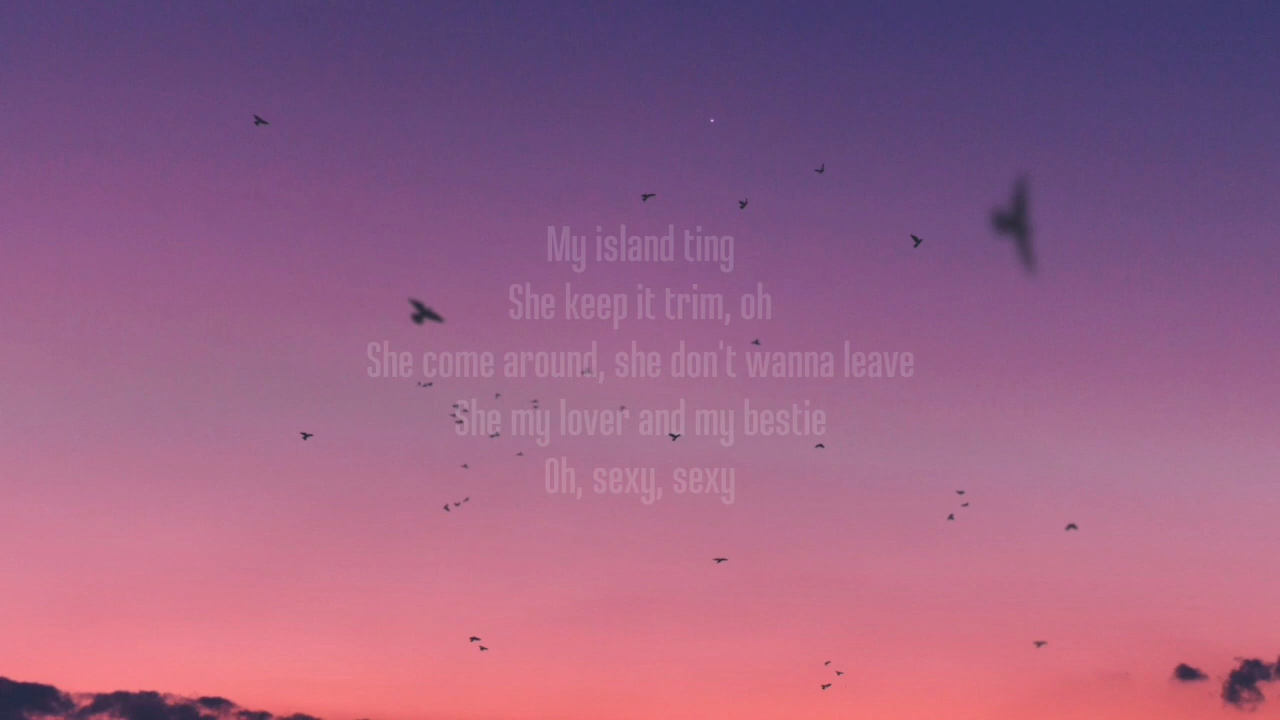 My island ting
She keep it trim, oh
She come around, she don't wanna leave
She my lover and my bestie
Oh, sexy, sexy